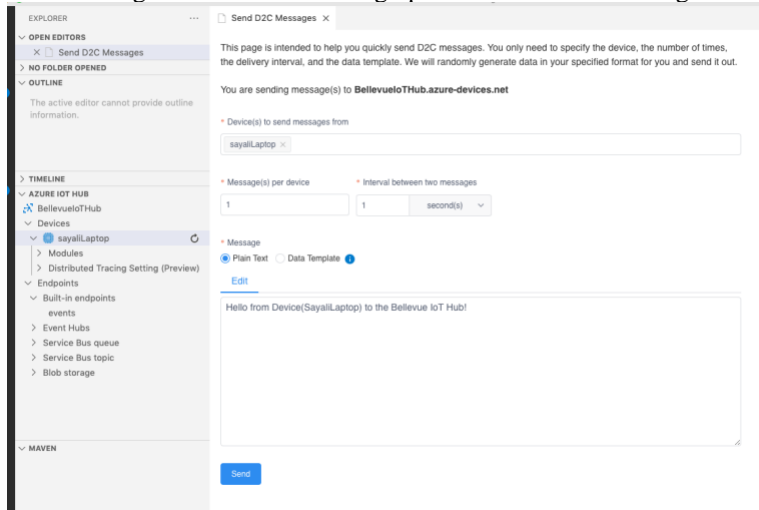 EXPLORER
OPEN EDITORS
Send D2C Messages
NO FOLDER OPENED
OUTLINE
The active editor cannot provide outline
information.
TIMELINE
AZURE IOT HUB
BellevueIoTHub
Devices
sayaliLaptop
Modules
Distributed Tracing Setting (Preview)
Endpoints
Built-in endpoints
events
Event Hubs
Service Bus queue
Service Bus topic
Blob storage
MAVEN
Send D2C Messages
This page is intended to help you quickly send D2C messages. You only need to specify the device, the number of times,
the delivery interval, and the data template. We will randomly generate data in your specified format for you and send it out.
You are sending message(s) to BellevueIoTHub.azure-devices.net
* Device(s) to send messages from
sayaliLaptop
* Message(s) per device
* Interval between two messages
1
1 second(s)
* Message
Plain Text Data Template
Edit
Hello from Device(SayaliLaptop) to the Bellevue IoT Hub!
Send